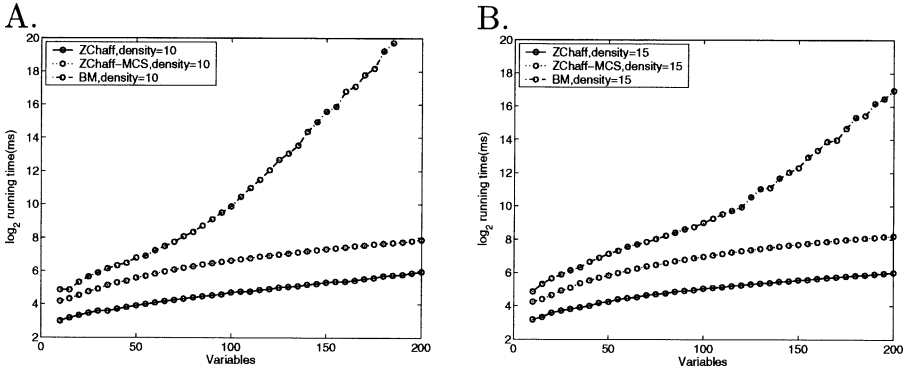 A.
20
18
16
14
12
10
8
6
4
2
log2 running time(ms)
ZChaff,density=10
ZChaff-MCS,density=10
BM,density=10
0
50
100
150
200
Variables
B.
20
18
16
14
12
10
8
6
4
2
log2 running time(ms)
ZChaff,density=15
ZChaff-MCS,density=15
BM,density=15
0
50
100
150
200
Variables